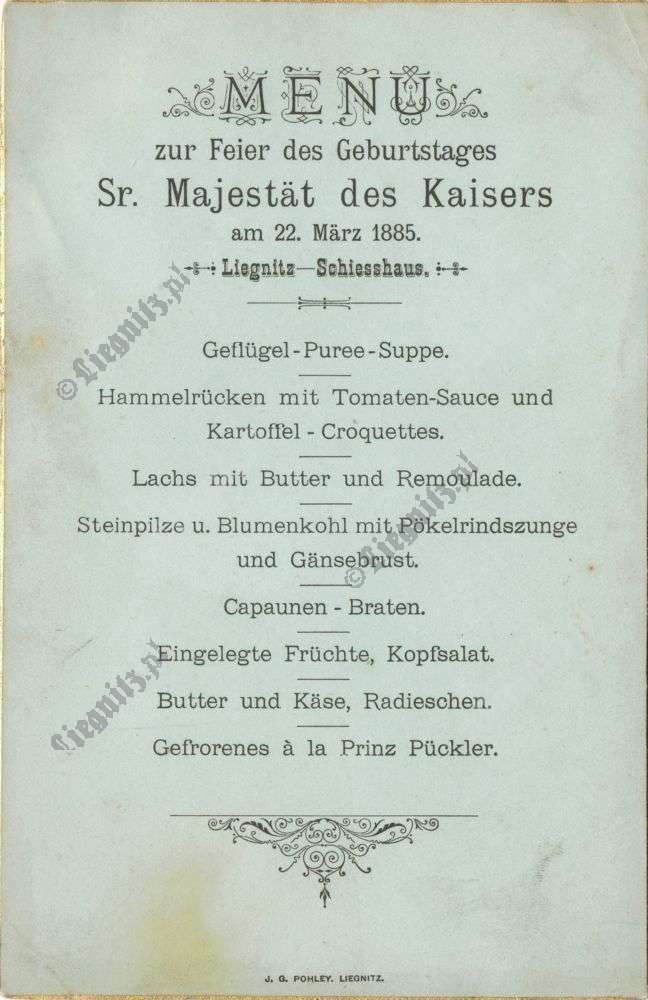 MENU
zur Feier des Geburtstages
Sr. Majestät des Kaisers
am 22. März 1885.
Liegnitz—Schiesshaus.
© Liegnitz.pl
Geflügel-Puree-Suppe.
Hammelrücken mit Tomaten-Sauce und
Kartoffel - Croquettes.
Lachs mit Butter und Remoulade.
Steinpilze u. Blumenkohl mit Pökelrindszunge
und Gänsebrust.
© Liegnitz.pl
Capaunen - Braten.
Eingelegte Früchte, Kopfsalat.
Liegnitz.pl
Butter und Käse, Radieschen.
Gefrorenes à la Prinz Pückler.
J. G. POHLEY. LIEGNITZ.